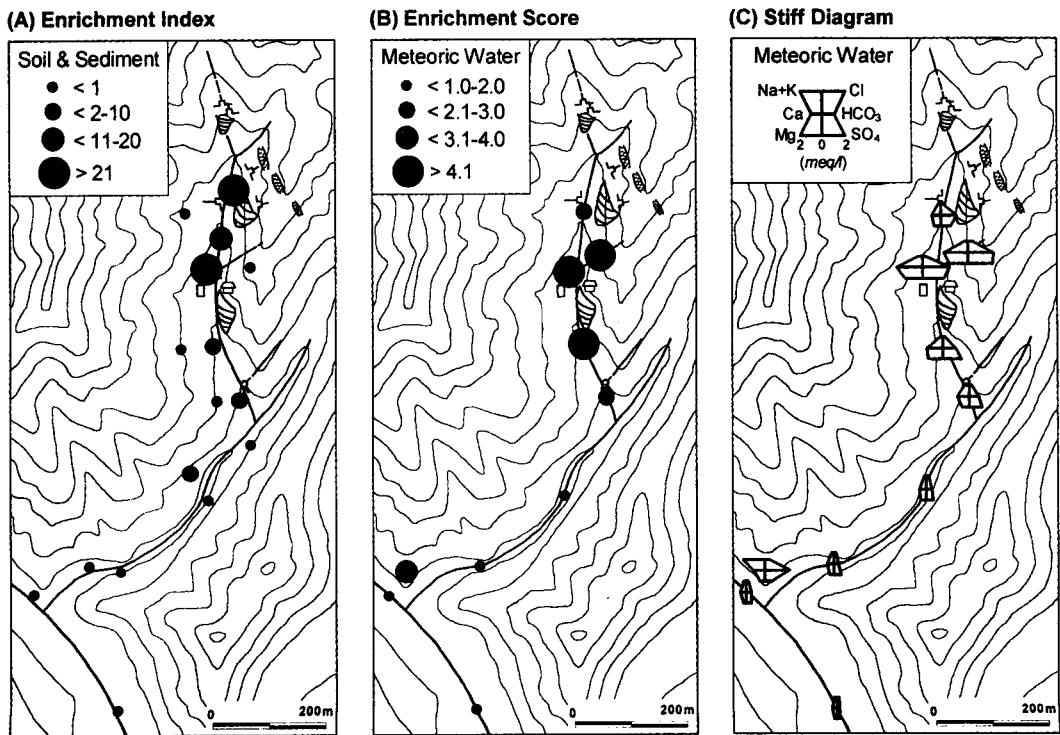 (A) Enrichment Index
Soil & Sediment
< 1
< 2-10
< 11-20
> 21
0 200m
(B) Enrichment Score
Meteoric Water
< 1.0-2.0
< 2.1-3.0
< 3.1-4.0
> 4.1
0 200m
(C) Stiff Diagram
Meteoric Water
Na+K Cl
Ca HCO₃
Mg SO₄
2 0 2
(meq/l)
0 200m